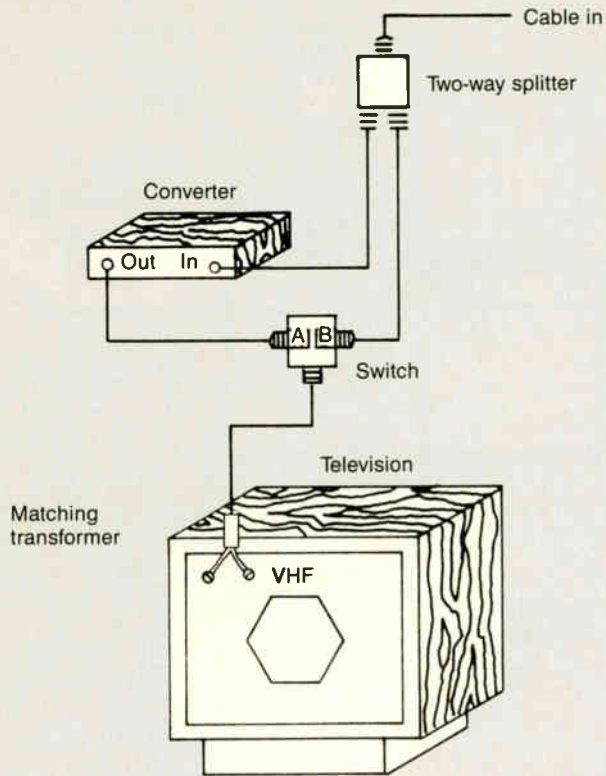 Cable in
Two-way splitter
Converter
Out In
A B
Switch
Television
Matching
transformer
VHF